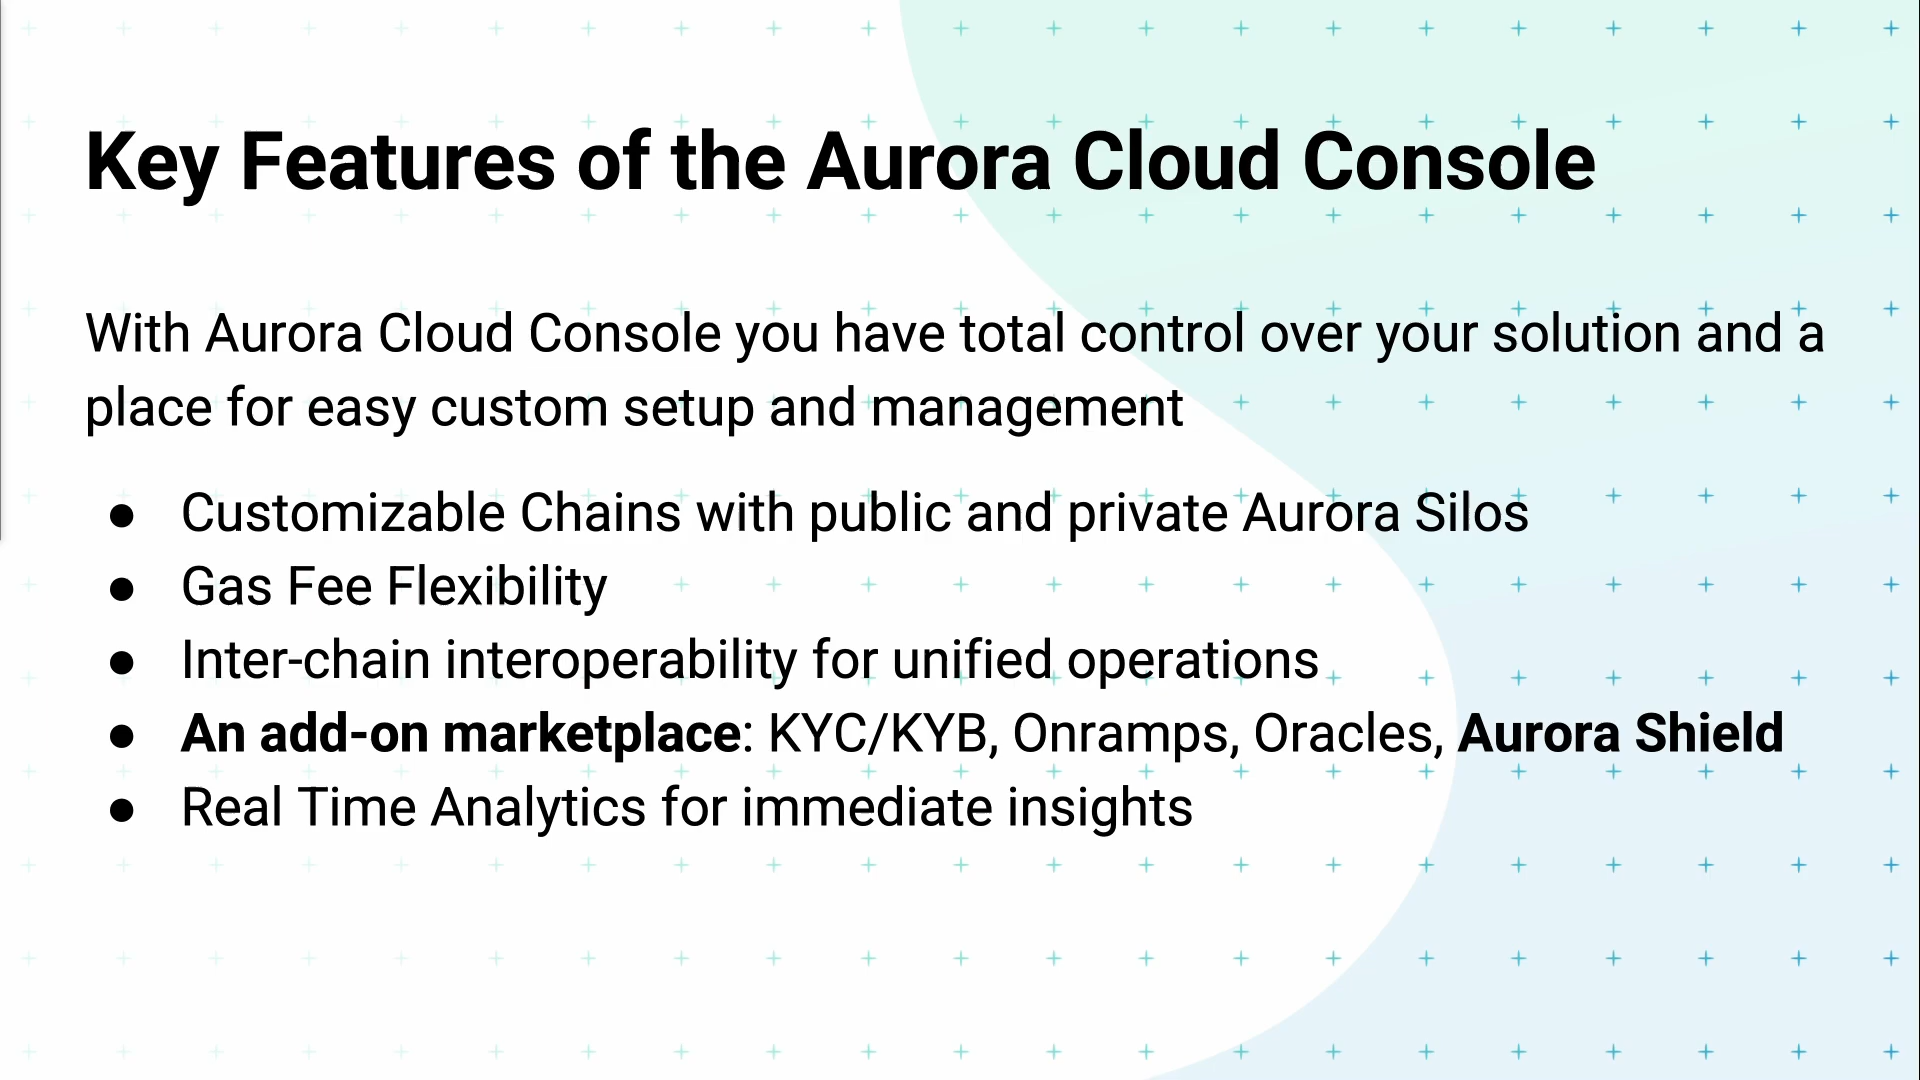 Key Features of the Aurora Cloud Console
With Aurora Cloud Console you have total control over your solution and a
place for easy custom setup and management
● Customizable Chains with public and private Aurora Silos
● Gas Fee Flexibility
● Inter-chain interoperability for unified operations
● An add-on marketplace: KYC/KYB, Onramps, Oracles, Aurora Shield
● Real Time Analytics for immediate insights